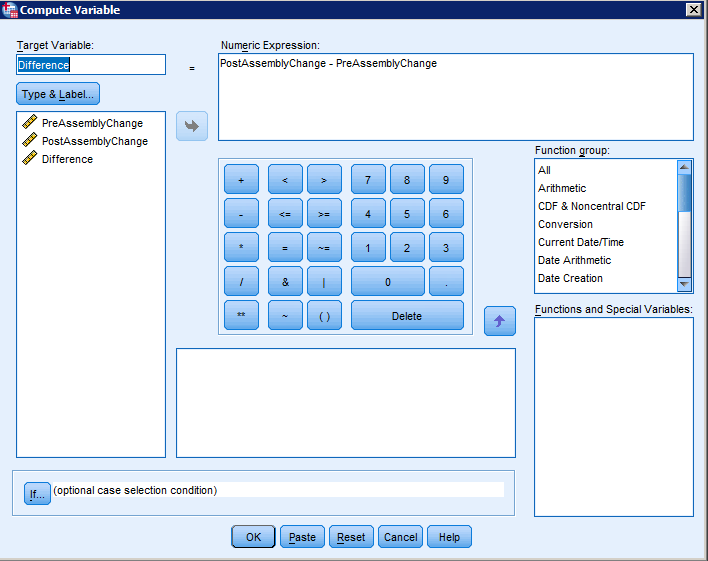 Compute Variable
Target Variable:
Difference
=
Numeric Expression:
PostAssemblyChange - PreAssemblyChange
Type & Label...
PreAssemblyChange
PostAssemblyChange
Difference
+ < > 7 8 9
- <= >= 4 5 6
* = ~= 1 2 3
/ & | 0 .
** ~ ( ) Delete
Function group:
All
Arithmetic
CDF & Noncentral CDF
Conversion
Current Date/Time
Date Arithmetic
Date Creation
Functions and Special Variables:
If... (optional case selection condition)
OK Paste Reset Cancel Help